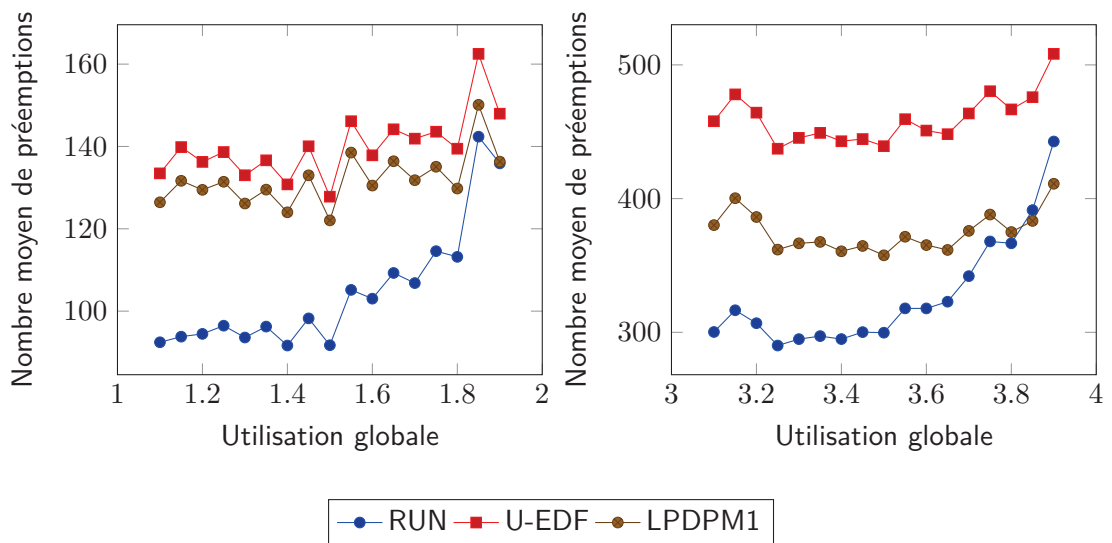 Nombre moyen de préemptions
160
140
120
100
1
1.2
1.4
1.6
1.8
2
Utilisation globale
Nombre moyen de préemptions
500
400
300
3
3.2
3.4
3.6
3.8
4
Utilisation globale
RUN
U-EDF
LPDPM1